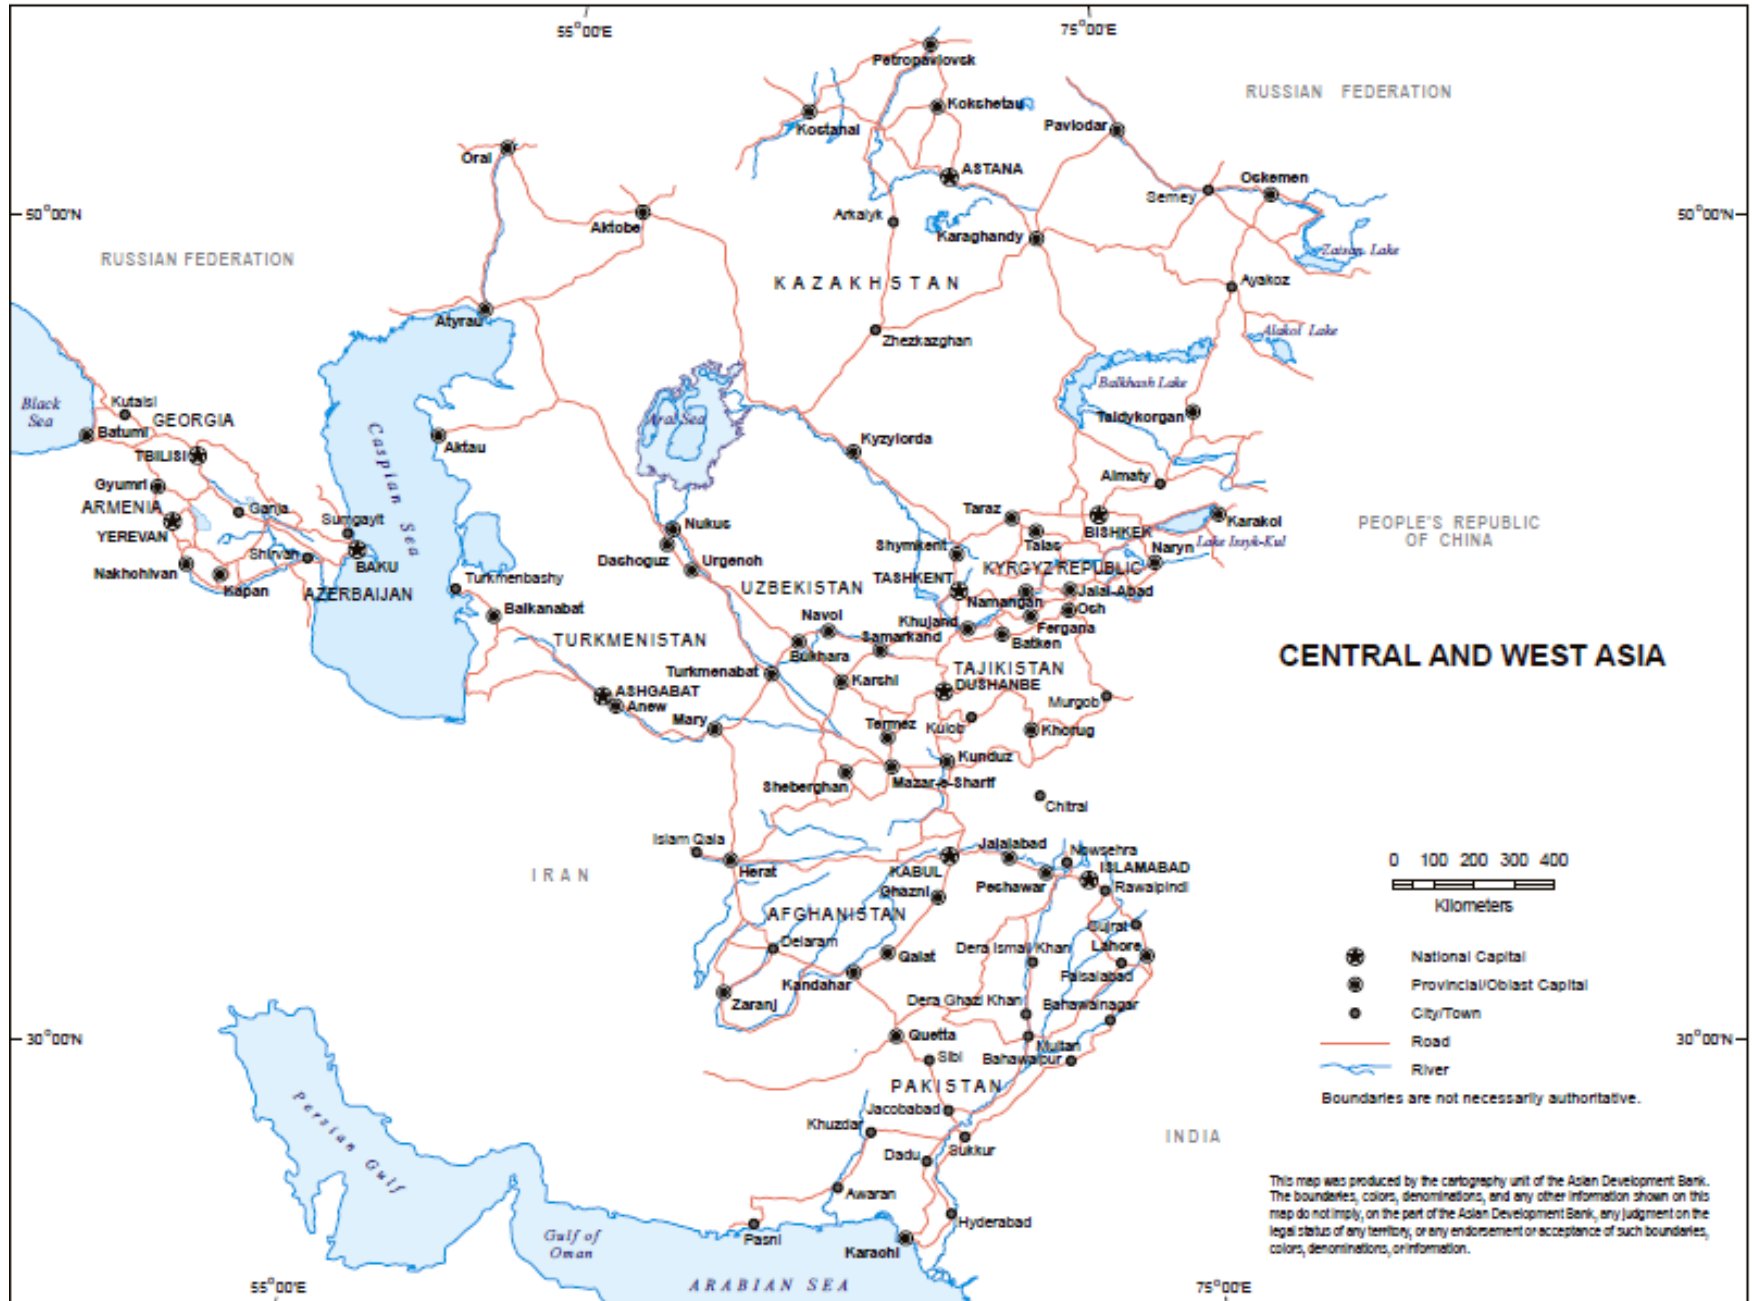 55°00'E
75°00'E
Petropavlovsk
RUSSIAN FEDERATION
Kokshetau
Kostanai
Pavlodar
Oral
ASTANA
Semey
Oskemen
50°00'N
Arkalyk
50°00'N
Aktobe
Karaghandy
Zaisan Lake
RUSSIAN FEDERATION
KAZAKHSTAN
Ayakoz
Atyrau
Zhezkazghan
Alakol Lake
Balkhash Lake
Black
Sea
Kutaisi
GEORGIA
Batumi
Aral Sea
Taldykorgan
TBILISI
Caspian Sea
Aktau
Kyzylorda
Gyumri
Almaty
ARMENIA
Ganja
Sumgayit
Taraz
Karakol
YEREVAN
Nukus
Talas
BISHKEK
Lake Issyk-Kul
PEOPLE'S REPUBLIC
OF CHINA
Shirvan
Dashoguz
Urgench
Shymkent
Naryn
Nakhchivan
BAKU
KYRGYZ REPUBLIC
Kapan
AZERBAIJAN
Turkmenbashy
UZBEKISTAN
TASHKENT
Namangan
Jalal-Abad
Balkanabat
Navoi
Khujand
Osh
Fergana
TURKMENISTAN
Samarkand
Batken
Bukhara
CENTRAL AND WEST ASIA
Turkmenabat
Karshi
TAJIKISTAN
DUSHANBE
ASHGABAT
Anew
Murgob
Mary
Termez
Kulob
Khorug
Kunduz
Sheberghan
Mazar-e-Sharif
Chitral
Islam Qala
Jalalabad
Nowsehra
0 100 200 300 400
Kilometers
IRAN
Herat
KABUL
ISLAMABAD
Ghazni
Peshawar
Rawalpindi
AFGHANISTAN
Gujrat
Delaram
Dera Ismail Khan
Lahore
National Capital
Qalat
Faisalabad
Kandahar
Provincial/Oblast Capital
Zaranj
Dera Ghazi Khan
Bahawalnagar
City/Town
30°00'N
Quetta
Multan
Road
30°00'N
Sibi
Bahawalpur
River
PAKISTAN
Boundaries are not necessarily authoritative.
Persian Gulf
Jacobabad
Khuzdar
INDIA
Dadu
Sukkur
Awaran
Hyderabad
Gulf of
Oman
Pasni
Karachi
ARABIAN SEA
This map was produced by the cartography unit of the Asian Development Bank.
The boundaries, colors, denominations, and any other information shown on this
map do not imply, on the part of the Asian Development Bank, any judgment on the
legal status of any territory, or any endorsement or acceptance of such boundaries,
colors, denominations, or information.
55°00'E
75°00'E